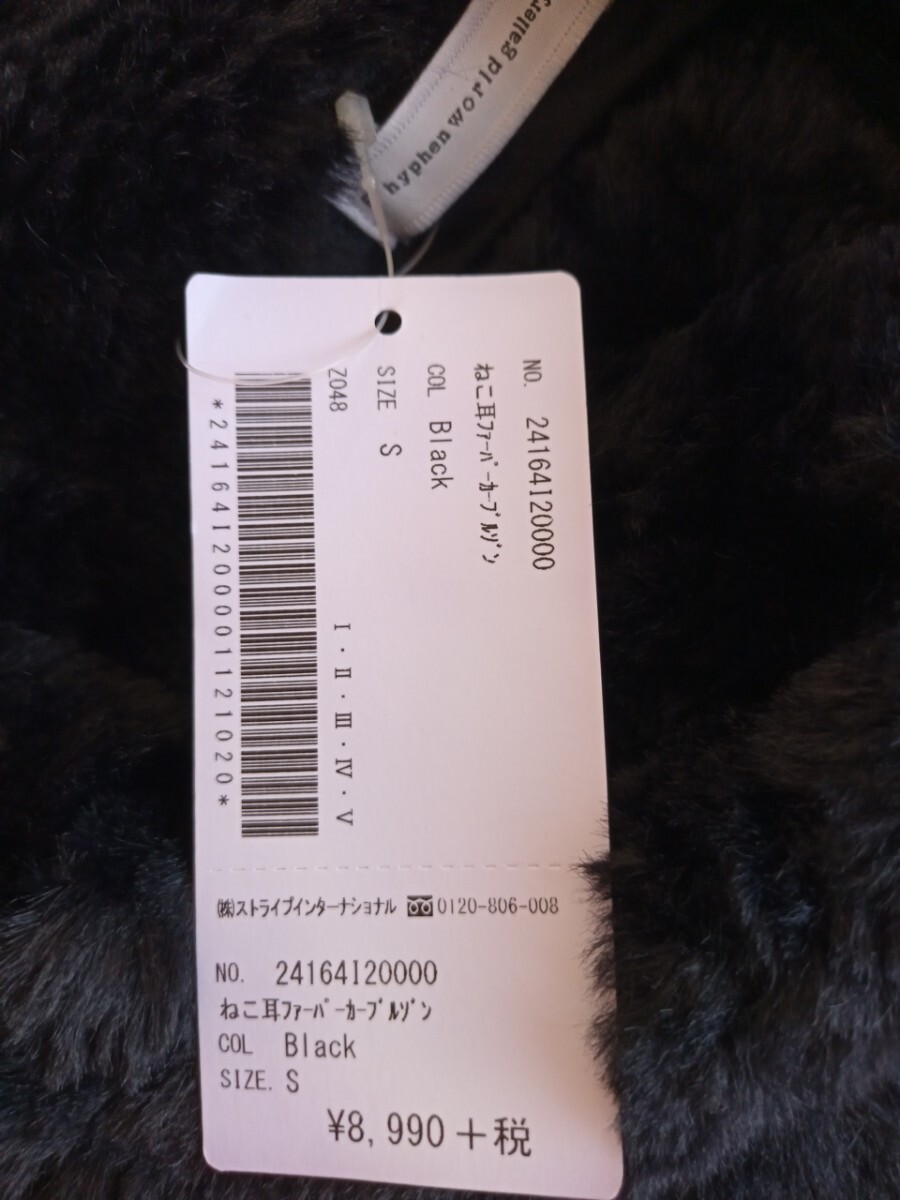 hyphen world gallery
NO. 24164I20000
ねこ耳ﾌｧｰﾊﾟｰｶｰﾌﾞﾙｿﾞﾝ
COL Black
SIZE S
Z048 Ⅰ・Ⅱ・Ⅲ・Ⅳ・Ⅴ
*24164I200001121020*
㈱ストライプインターナショナル 0120-806-008
NO. 24164I20000
ねこ耳ﾌｧｰﾊﾟｰｶｰﾌﾞﾙｿﾞﾝ
COL Black
SIZE. S
¥8,990＋税